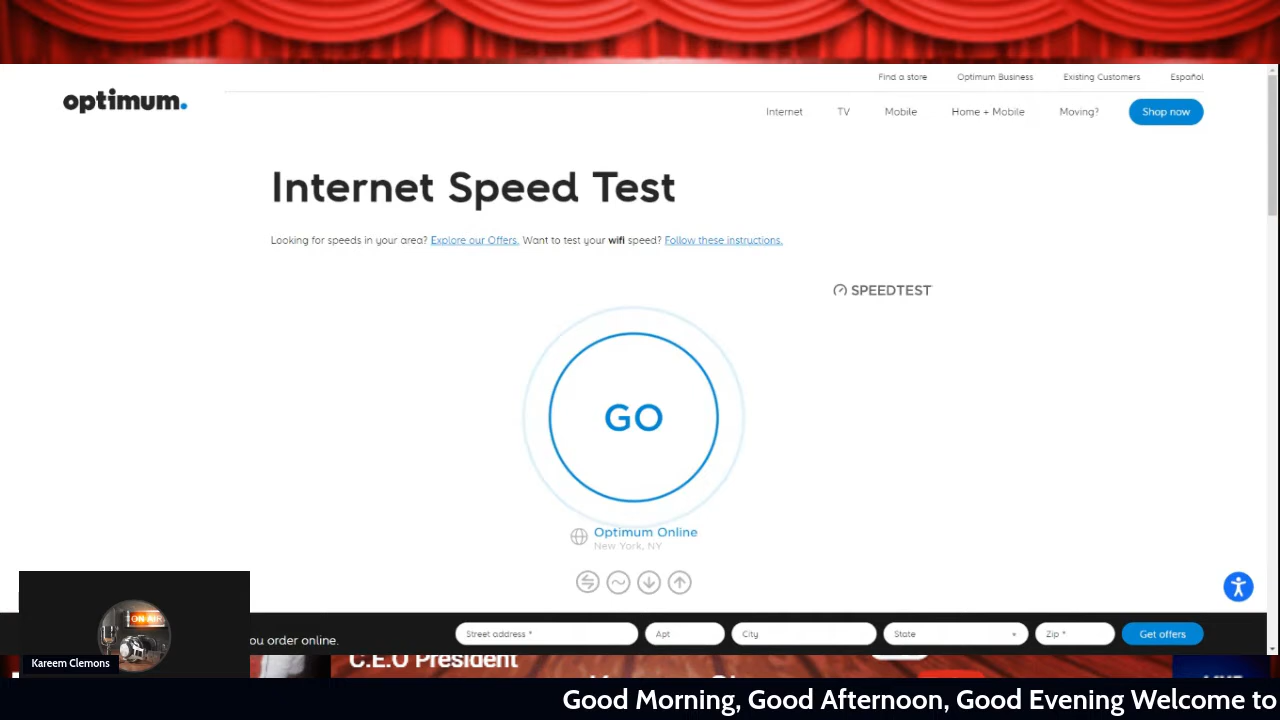 Find a store Optimum Business Existing Customers Español
optimum.
Internet TV Mobile Home + Mobile Moving? Shop now
Internet Speed Test
Looking for speeds in your area? Explore our Offers. Want to test your wifi speed? Follow these instructions.
SPEEDTEST
GO
Optimum Online
New York, NY
ON AIR
ou order online.
Street address * Apt City State Zip * Get offers
Kareem Clemons
C.E.O President
Good Morning, Good Afternoon, Good Evening Welcome to